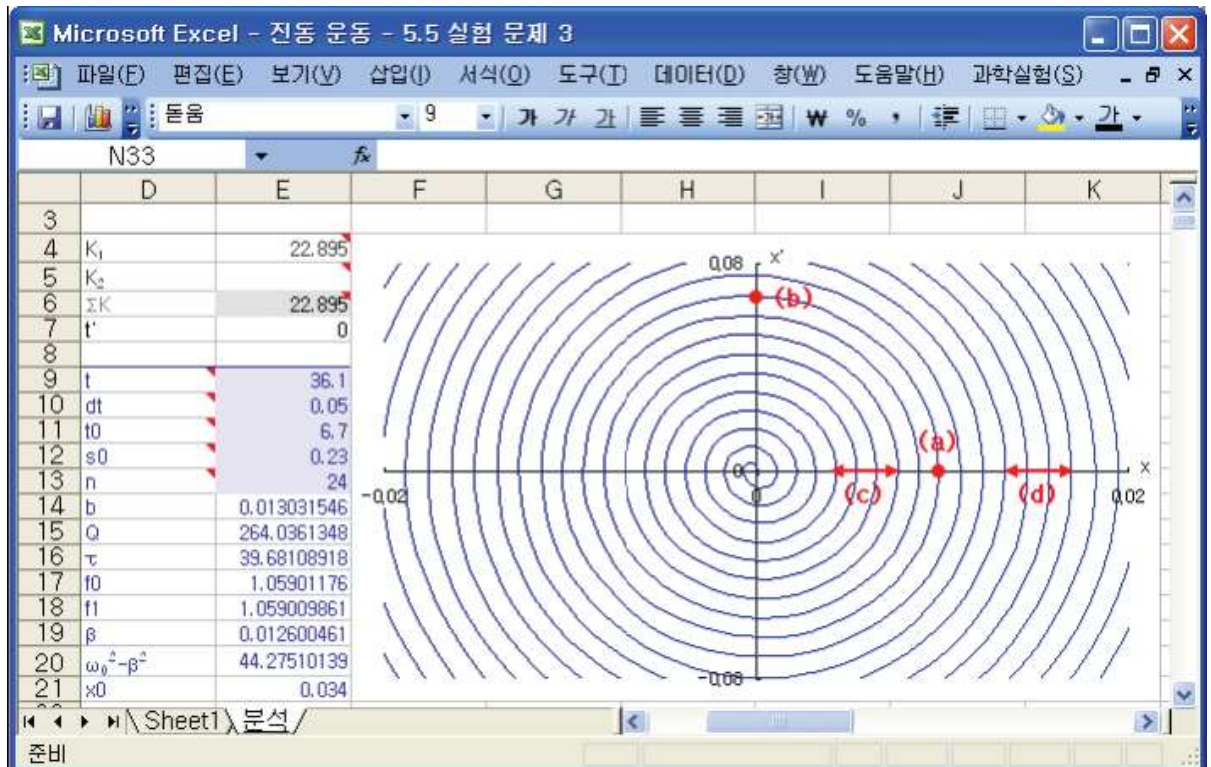 Microsoft Excel - 진동 운동 - 5.5 실험 문제 3
파일(F) 편집(E) 보기(V) 삽입(I) 서식(O) 도구(T) 데이터(D) 창(W) 도움말(H) 과학실험(S)
돋움 9 가 가 가 ₩ % , 가
N33 fx
D E F G H I J K
3
4 K₁ 22.895
5 K₂
6 ΣK 22.895
7 t' 0
8
9 t 36.1
10 dt 0.05
11 t0 6.7
12 s0 0.23
13 n 24
14 b 0.013031546
15 Q 264.0361348
16 τ 39.68108918
17 f0 1.05901176
18 f1 1.059009861
19 β 0.012600461
20 ω₀²-β² 44.27510139
21 x0 0.034
0.08 x'
(b)
(a)
0 x
-0.02 0 (c) (d) 0.02
-0.08
Sheet1 분석
준비